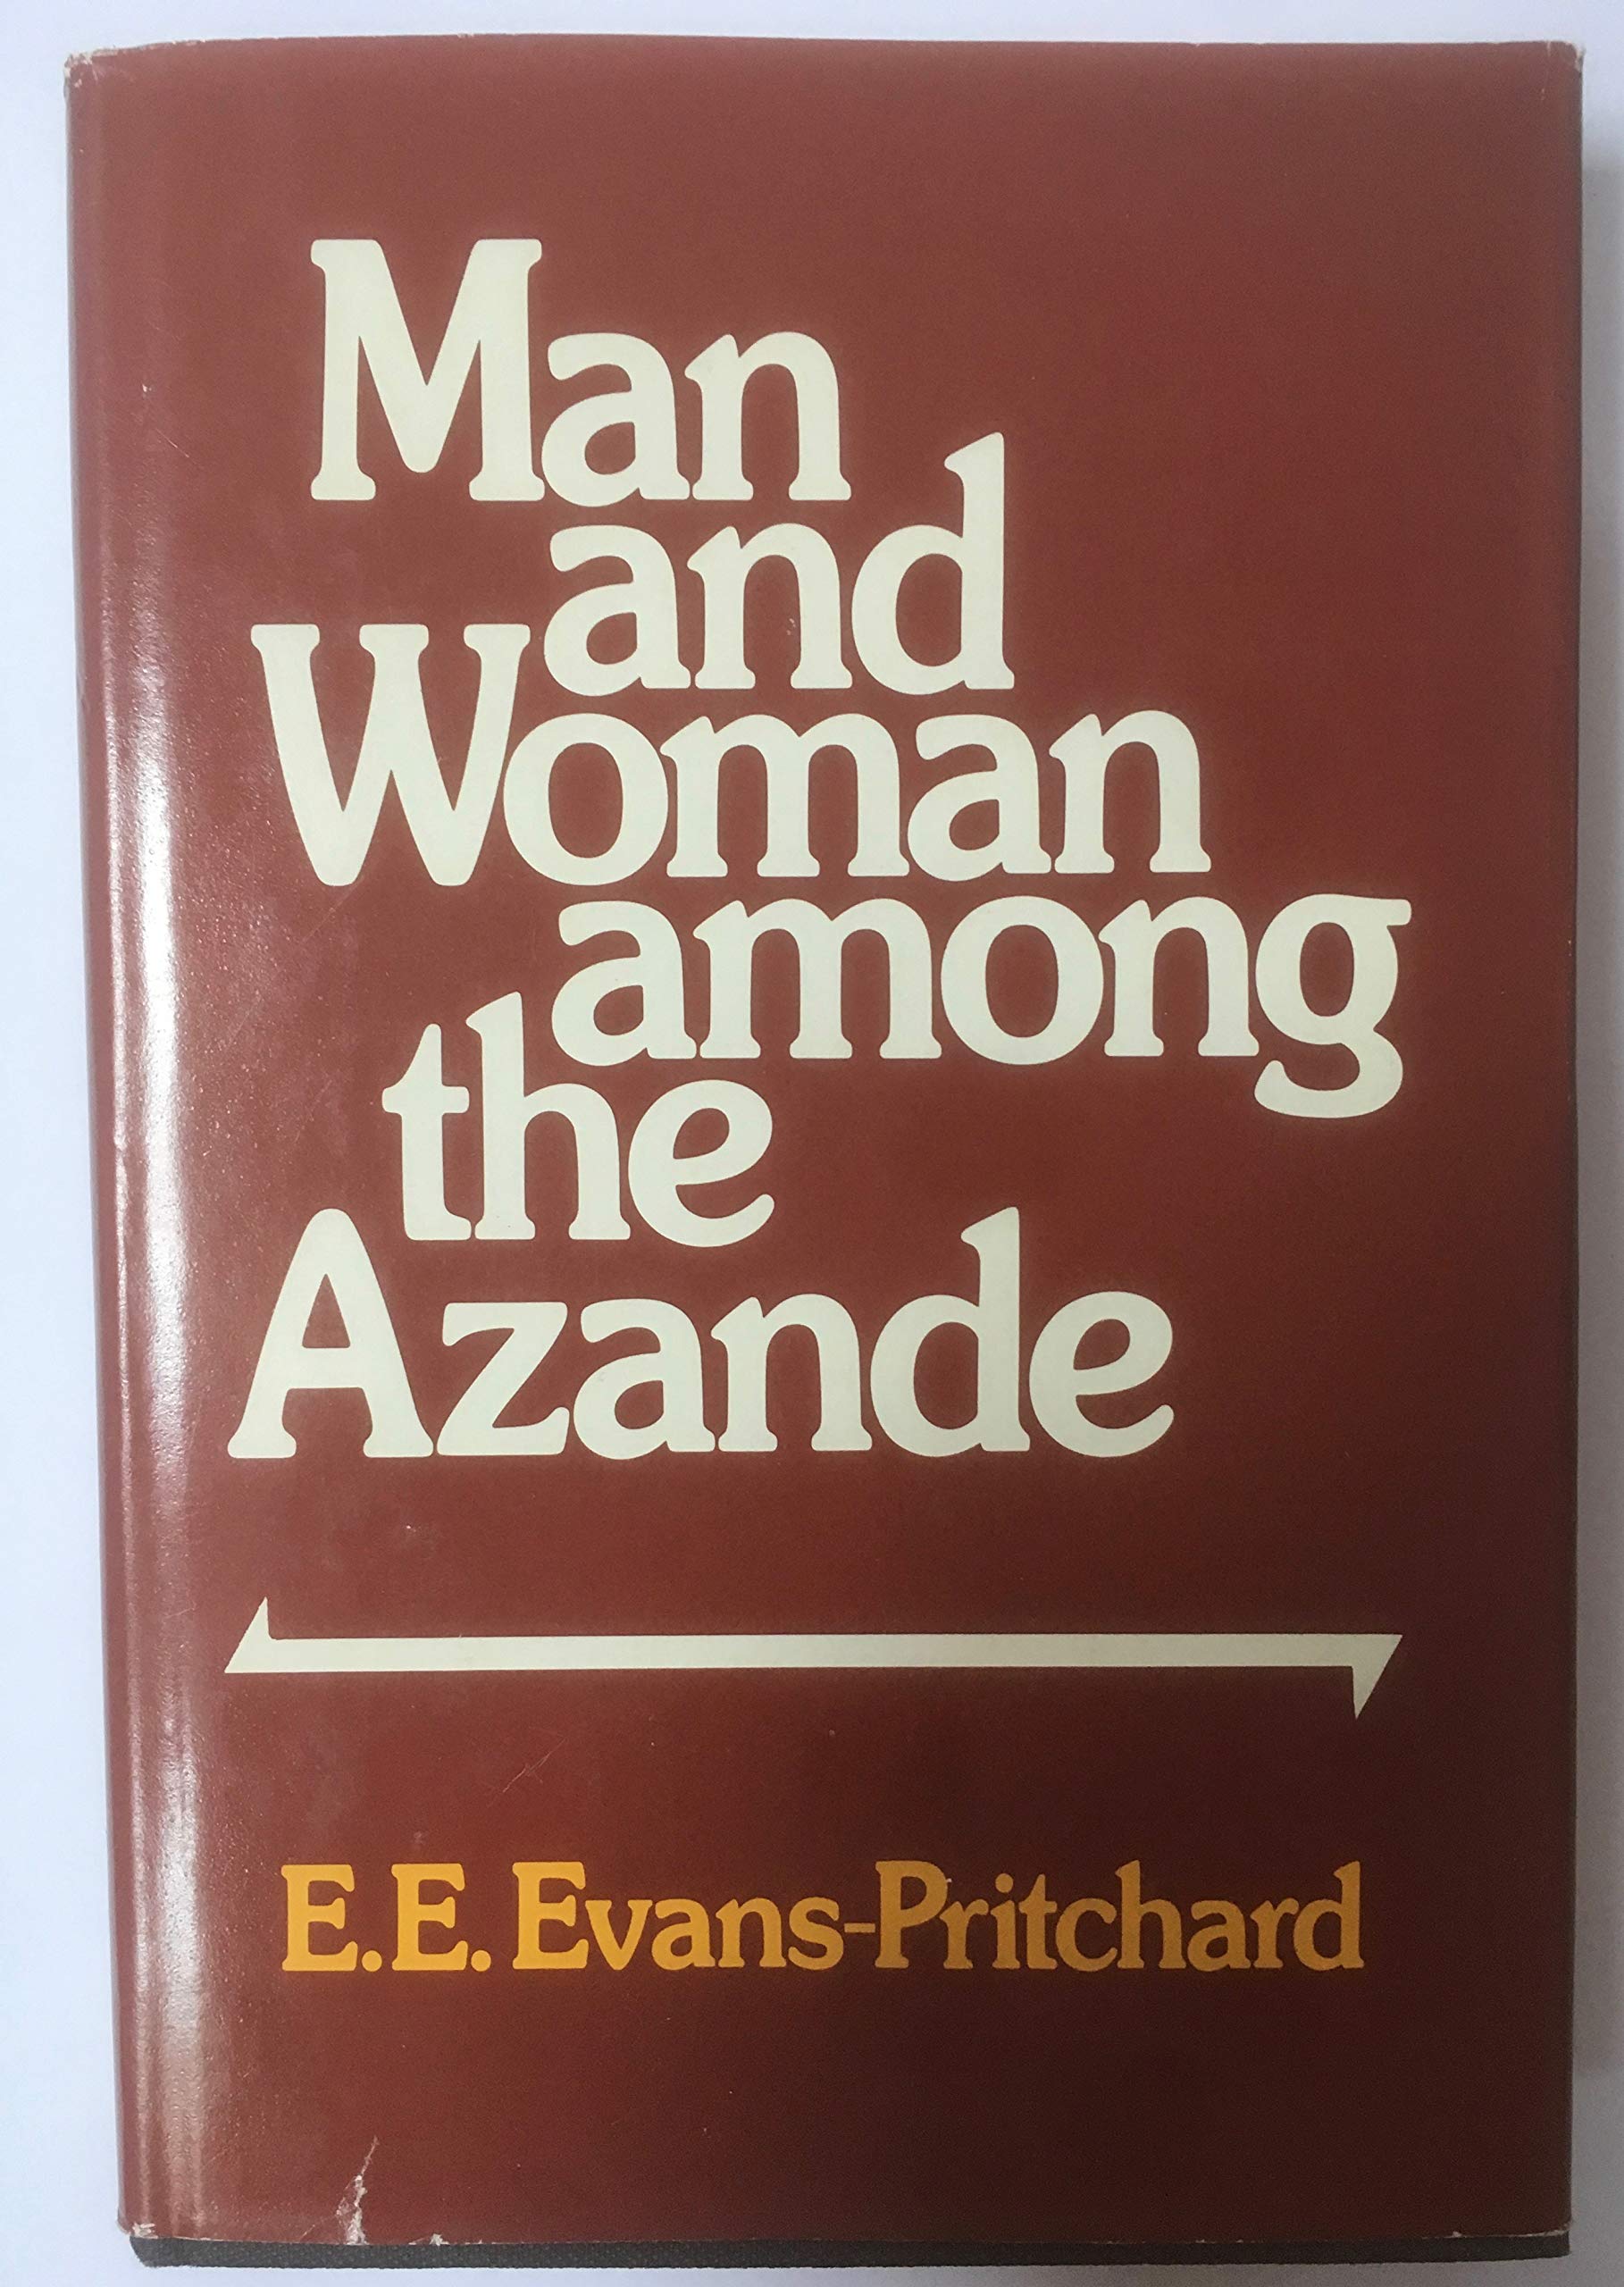 Man
and
Woman
among
the
Azande
E.E. Evans-Pritchard